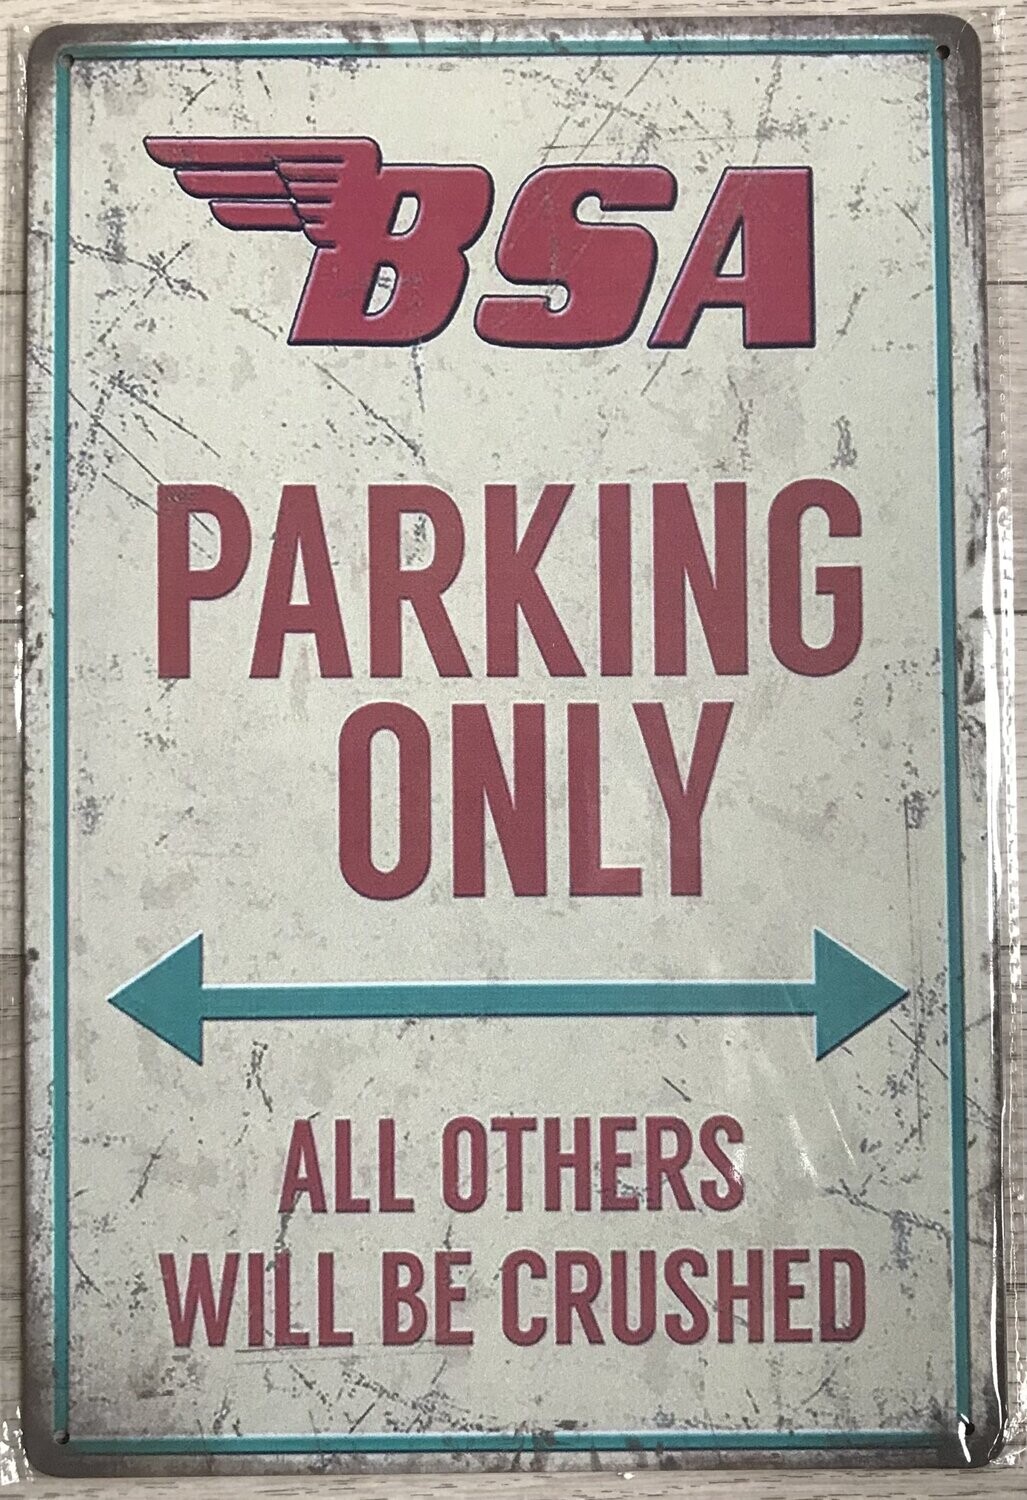 BSA
PARKING
ONLY
ALL OTHERS
WILL BE CRUSHED